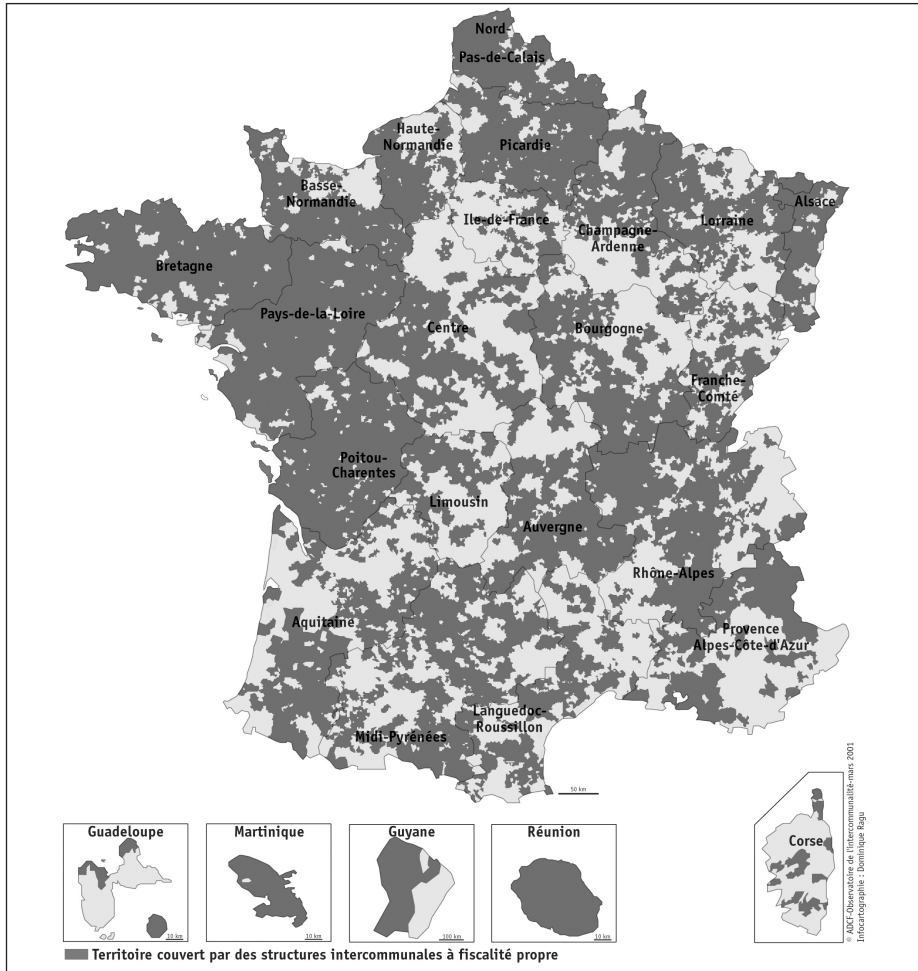 Nord-
Pas-de-Calais
Haute-
Normandie
Picardie
Basse-
Normandie
Ile-de-France
Champagne-
Ardenne
Lorraine
Alsace
Bretagne
Pays-de-la-Loire
Centre
Bourgogne
Franche-
Comté
Poitou-
Charentes
Limousin
Auvergne
Rhône-Alpes
Aquitaine
Provence
Alpes-Côte-d'Azur
Languedoc-
Roussillon
Midi-Pyrénées
50 km
Guadeloupe
10 km
Martinique
10 km
Guyane
100 km
Réunion
10 km
Corse
© ADCF-Observatoire de l'intercommunalité-mars 2001
Infocartographie : Dominique Ragu
Territoire couvert par des structures intercommunales à fiscalité propre